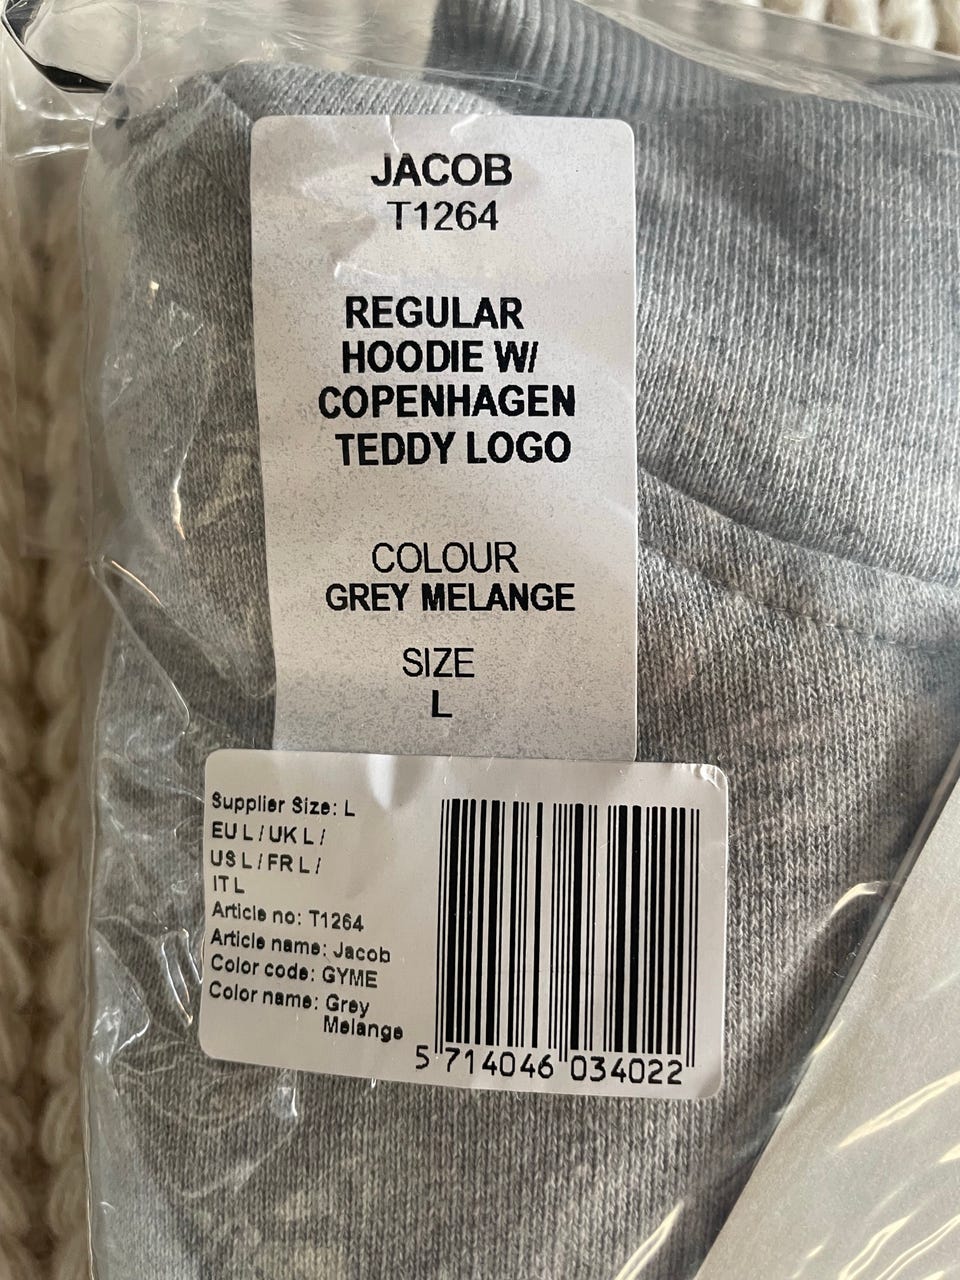 JACOB
T1264
REGULAR
HOODIE W/
COPENHAGEN
TEDDY LOGO
COLOUR
GREY MELANGE
SIZE
L
Supplier Size: L
EU L / UK L /
US L / FR L /
IT L
Article no: T1264
Article name: Jacob
Color code: GYME
Color name: Grey
Melange
5 714046 034022